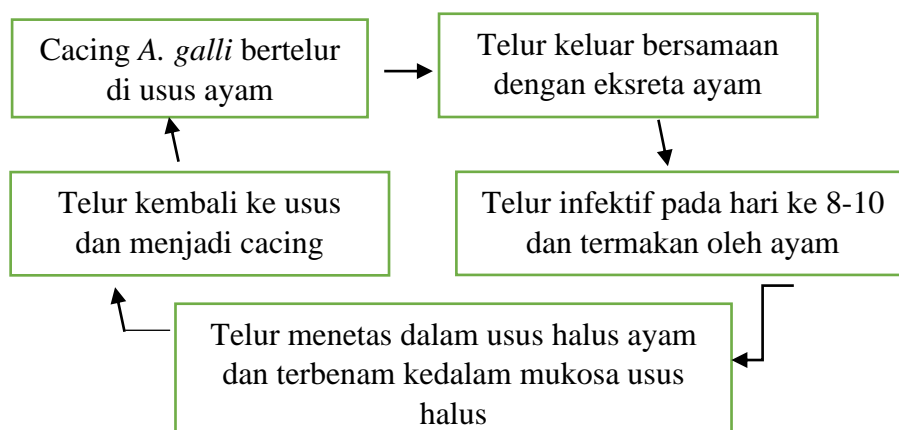 Cacing A. galli bertelur
di usus ayam
Telur keluar bersamaan
dengan eksreta ayam
Telur infektif pada hari ke 8-10
dan termakan oleh ayam
Telur menetas dalam usus halus ayam
dan terbenam kedalam mukosa usus
halus
Telur kembali ke usus
dan menjadi cacing